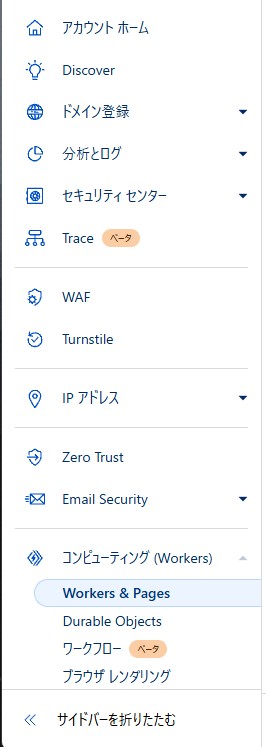 アカウント ホーム
Discover
ドメイン登録
分析とログ
セキュリティ センター
Trace ベータ
WAF
Turnstile
IP アドレス
Zero Trust
Email Security
コンピューティング (Workers)
Workers & Pages
Durable Objects
ワークフロー ベータ
ブラウザ レンダリング
サイドバーを折りたたむ